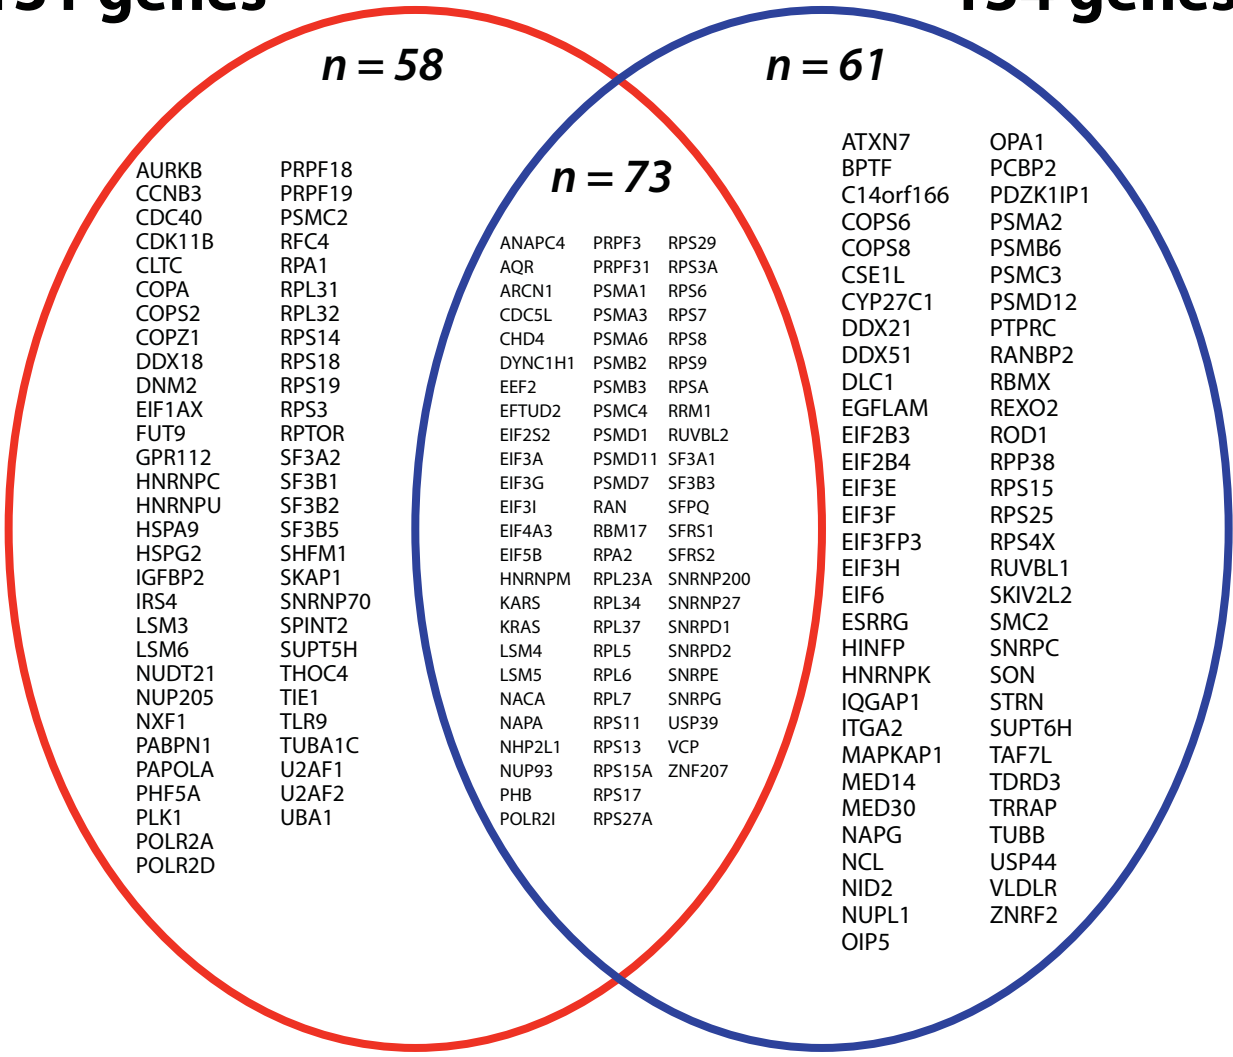 131 genes
134 genes
n = 58
n = 61
n = 73
AURKB
CCNB3
CDC40
CDK11B
CLTC
COPA
COPS2
COPZ1
DDX18
DNM2
EIF1AX
FUT9
GPR112
HNRNPC
HNRNPU
HSPA9
HSPG2
IGFBP2
IRS4
LSM3
LSM6
NUDT21
NUP205
NXF1
PABPN1
PAPOLA
PHF5A
PLK1
POLR2A
POLR2D
PRPF18
PRPF19
PSMC2
RFC4
RPA1
RPL31
RPL32
RPS14
RPS18
RPS19
RPS3
RPTOR
SF3A2
SF3B1
SF3B2
SF3B5
SHFM1
SKAP1
SNRNP70
SPINT2
SUPT5H
THOC4
TIE1
TLR9
TUBA1C
U2AF1
U2AF2
UBA1
ANAPC4
AQR
ARCN1
CDC5L
CHD4
DYNC1H1
EEF2
EFTUD2
EIF2S2
EIF3A
EIF3G
EIF3I
EIF4A3
EIF5B
HNRNPM
KARS
KRAS
LSM4
LSM5
NACA
NAPA
NHP2L1
NUP93
PHB
POLR2I
PRPF3
PRPF31
PSMA1
PSMA3
PSMA6
PSMB2
PSMB3
PSMC4
PSMD1
PSMD11
PSMD7
RAN
RBM17
RPA2
RPL23A
RPL34
RPL37
RPL5
RPL6
RPL7
RPS11
RPS13
RPS15A
RPS17
RPS27A
RPS29
RPS3A
RPS6
RPS7
RPS8
RPS9
RPSA
RRM1
RUVBL2
SF3A1
SF3B3
SFPQ
SFRS1
SFRS2
SNRNP200
SNRNP27
SNRPD1
SNRPD2
SNRPE
SNRPG
USP39
VCP
ZNF207
ATXN7
BPTF
C14orf166
COPS6
COPS8
CSE1L
CYP27C1
DDX21
DDX51
DLC1
EGFLAM
EIF2B3
EIF2B4
EIF3E
EIF3F
EIF3FP3
EIF3H
EIF6
ESRRG
HINFP
HNRNPK
IQGAP1
ITGA2
MAPKAP1
MED14
MED30
NAPG
NCL
NID2
NUPL1
OIP5
OPA1
PCBP2
PDZK1IP1
PSMA2
PSMB6
PSMC3
PSMD12
PTPRC
RANBP2
RBMX
REXO2
ROD1
RPP38
RPS15
RPS25
RPS4X
RUVBL1
SKIV2L2
SMC2
SNRPC
SON
STRN
SUPT6H
TAF7L
TDRD3
TRRAP
TUBB
USP44
VLDLR
ZNRF2